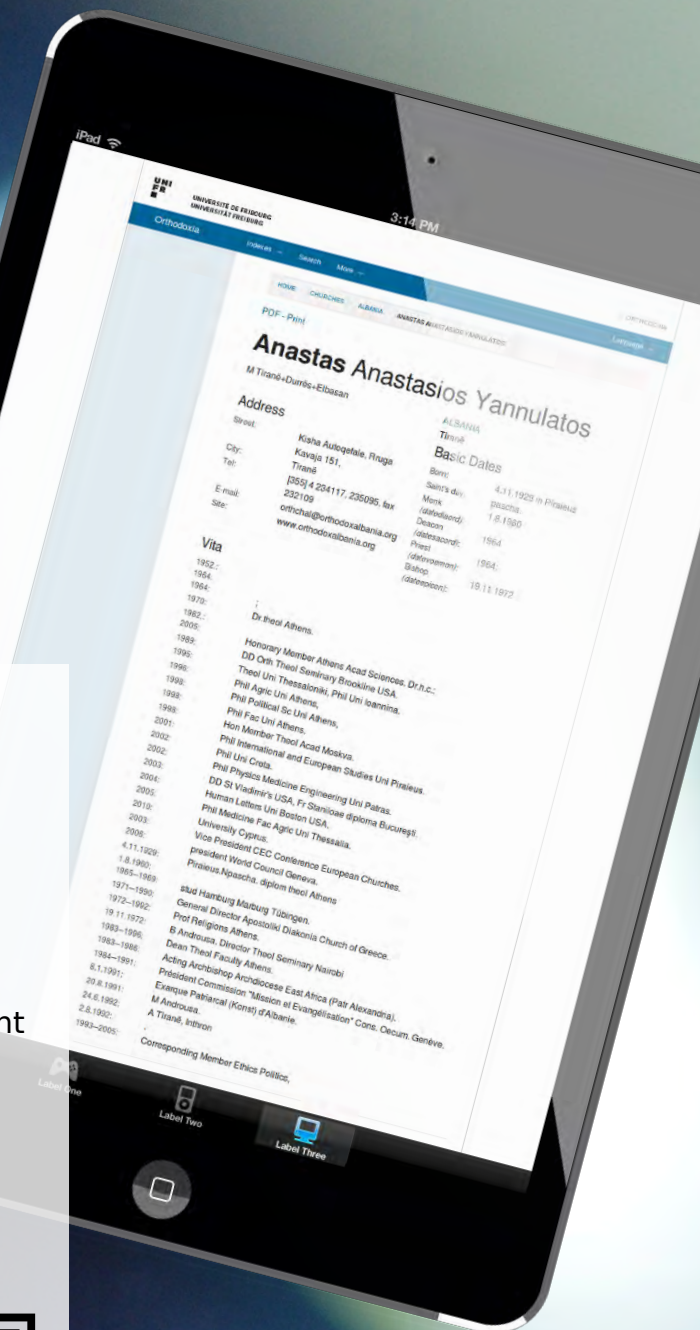 iPad
3:14 PM
UNI
FR
UNIVERSITÉ DE FRIBOURG
UNIVERSITÄT FREIBURG
Orthodoxia
Indexes
Search
More
Language
ORTHODOXIA
HOME
CHURCHES
ALBANIA
ANASTAS ANASTASIOS YANNULATOS
PDF - Print
Anastas Anastasios Yannulatos
M Tiranë+Durrës+Elbasan
ALBANIA
Tiranë
Address
Street:
Kisha Autoqefale, Rruga
Kavaja 151,
City:
Tiranë
Tel:
[355] 4 234117, 235095, fax
232109
E-mail:
orthchal@orthodoxalbania.org
Site:
www.orthodoxalbania.org
Basic Dates
Born:
4.11.1929 in Piraeus
Saint's day:
pascha.
Monk
1.8.1960
Deacon
1964
Priest
1964:
Bishop
19.11.1972
Vita
1952.:
1964:
1964:
1970:
;
1982.:
Dr.theol Athens.
2005:
1989:
Honorary Member Athens Acad Sciences. Dr.h.c.:
1995:
DD Orth Theol Seminary Brookline USA.
1996:
Theol Uni Thessaloniki, Phil Uni Ioannina.
1998:
Phil Agric Uni Athens,
1998:
Phil Political Sc Uni Athens,
1998:
Phil Fac Uni Athens.
2001:
Hon Member Theol Acad Moskva.
2002:
Phil International and European Studies Uni Piraieus.
2002:
Phil Uni Creta.
2003:
Phil Physics Medicine Engineering Uni Patras.
2004:
DD St Vladimir's USA, Fr Staniloae diploma București.
2005:
Human Letters Uni Boston USA,
2010:
Phil Medicine Fac Agric Uni Thessalia.
2003:
University Cyprus.
2006:
Vice President CEC Conference European Churches.
4.11.1929:
president World Council Geneva.
1.8.1960:
Piraieus.Npascha. diplom theol Athens
1965–1969:
stud Hamburg Marburg Tübingen.
1971–1990:
General Director Apostoliki Diakonia Church of Greece.
1972–1992:
Prof Religions Athens.
19.11.1972:
B Androusa. Director Theol Seminary Nairobi
1983–1996:
Dean Theol Faculty Athens.
1983–1986:
Acting Archbishop Archdiocese East Africa (Patr Alexandria).
1984–1991:
Président Commission "Mission et Evangélisation" Cons. Oecum. Genève.
8.1.1991:
Exarque Patriarcal (Konst) d'Albanie.
20.8.1991:
M Androusa.
24.6.1992:
A Tiranë, Inthron
2.8.1992:
.
1993–2005:
Corresponding Member Ethics Politics,
nt
Label One
Label Two
Label Three